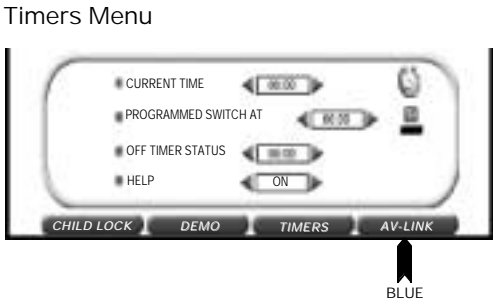 Timers Menu
CURRENT TIME 00:00
PROGRAMMED SWITCH AT 00:00
OFF TIMER STATUS 00:00
HELP ON
CHILD LOCK DEMO TIMERS AV-LINK
BLUE